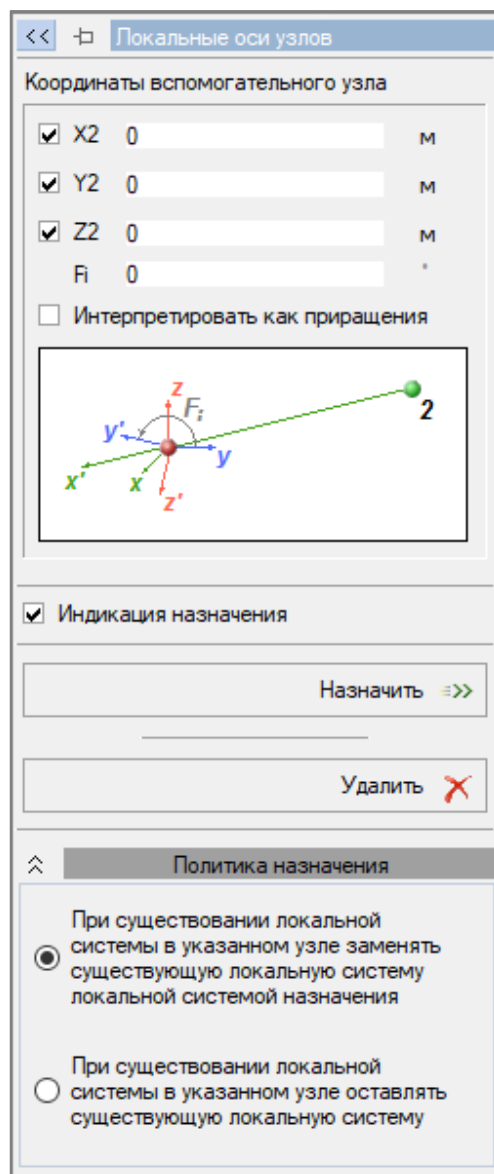 << Локальные оси узлов
Координаты вспомогательного узла
X2 0 м
Y2 0 м
Z2 0 м
Fi 0 °
Интерпретировать как приращения
z
Fi
y'
2
y
x'
x
z'
Индикация назначения
Назначить
Удалить
Политика назначения
При существовании локальной
системы в указанном узле заменять
существующую локальную систему
локальной системой назначения
При существовании локальной
системы в указанном узле оставлять
существующую локальную систему